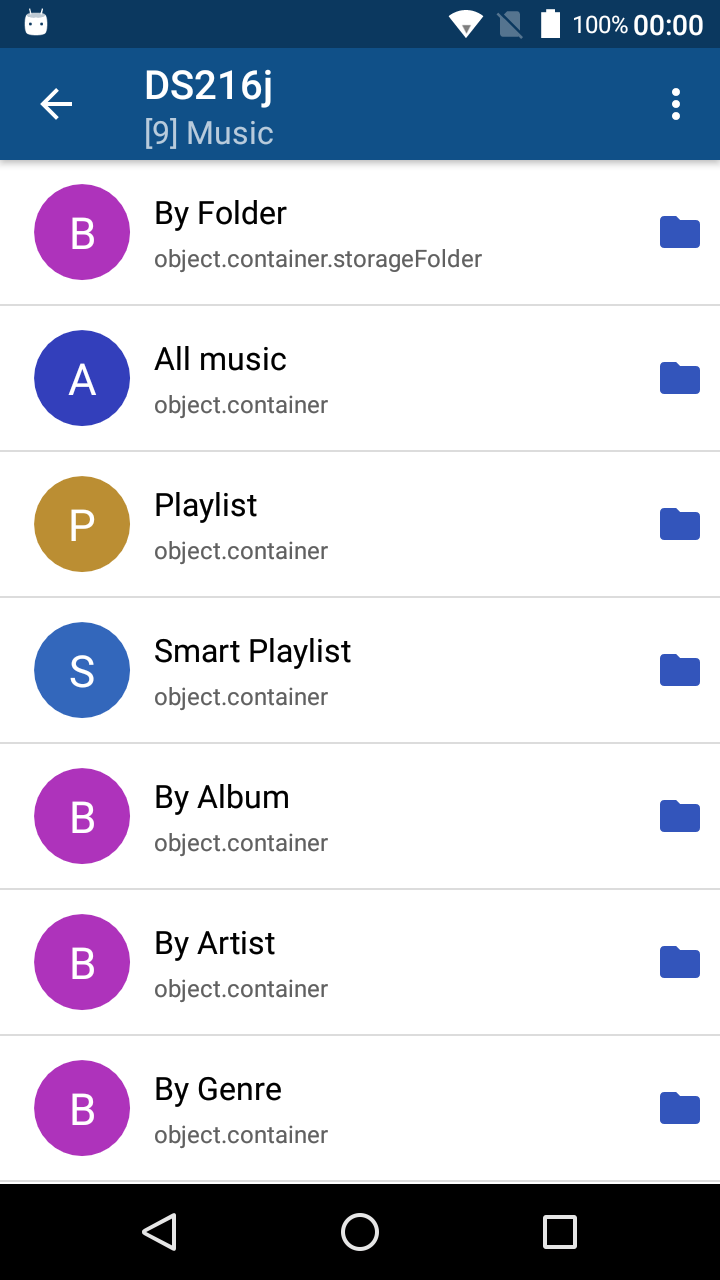 100% 00:00
DS216j
[9] Music
B
By Folder
object.container.storageFolder
A
All music
object.container
P
Playlist
object.container
S
Smart Playlist
object.container
B
By Album
object.container
B
By Artist
object.container
B
By Genre
object.container